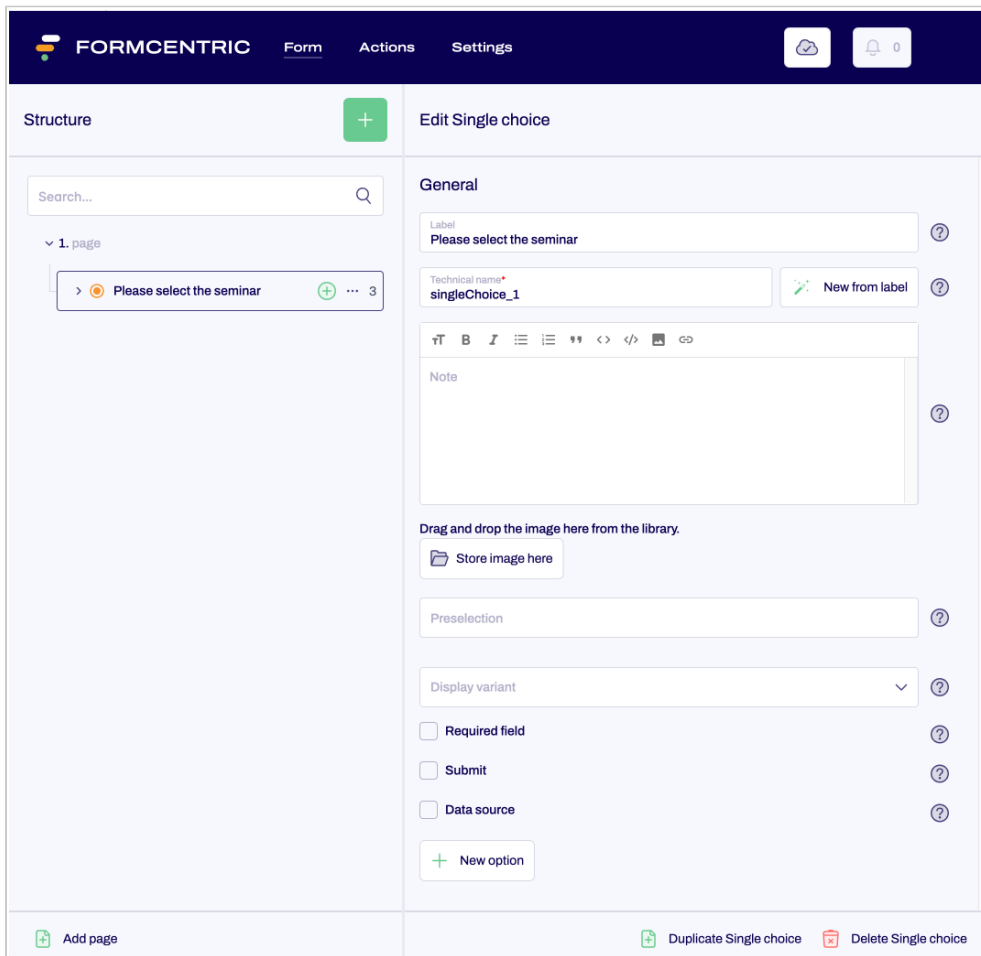 FORMCENTRIC Form Actions Settings 0
Structure
Search...
1. page
Please select the seminar 3
Add page
Edit Single choice
General
Label
Please select the seminar
Technical name*
singleChoice_1
New from label
Note
Drag and drop the image here from the library.
Store image here
Preselection
Display variant
Required field
Submit
Data source
New option
Duplicate Single choice Delete Single choice